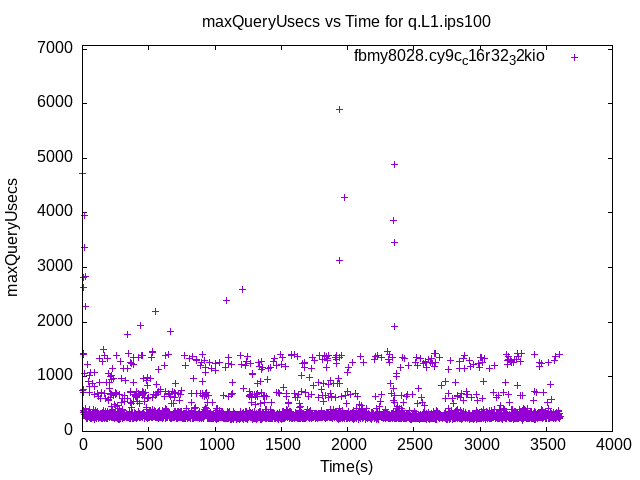 maxQueryUsecs vs Time for q.L1.ips100
fbmy8028.cy9c_c16r32_32kio
maxQueryUsecs
7000
6000
5000
4000
3000
2000
1000
0
0 500 1000 1500 2000 2500 3000 3500 4000
Time(s)